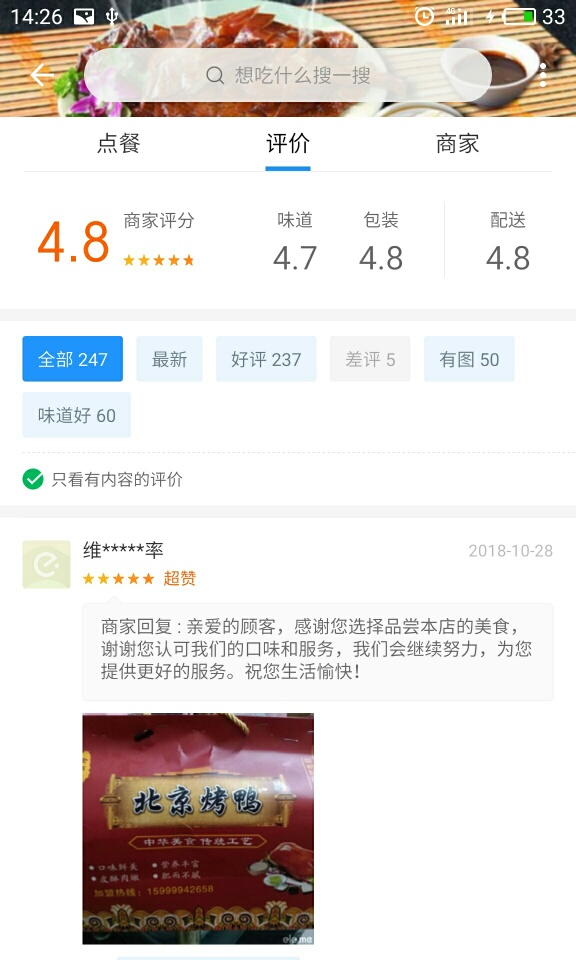 14:26
4G
33
想吃什么搜一搜
点餐
评价
商家
4.8
商家评分
味道
4.7
包装
4.8
配送
4.8
全部 247
最新
好评 237
差评 5
有图 50
味道好 60
只看有内容的评价
维*****率
2018-10-28
超赞
商家回复 : 亲爱的顾客，感谢您选择品尝本店的美食，
谢谢您认可我们的口味和服务，我们会继续努力，为您
提供更好的服务。祝您生活愉快！
北京烤鸭
中华美食 传统工艺
口味鲜美
营养丰富
皮酥肉嫩
肥而不腻
加盟热线：15999942658
ele.me